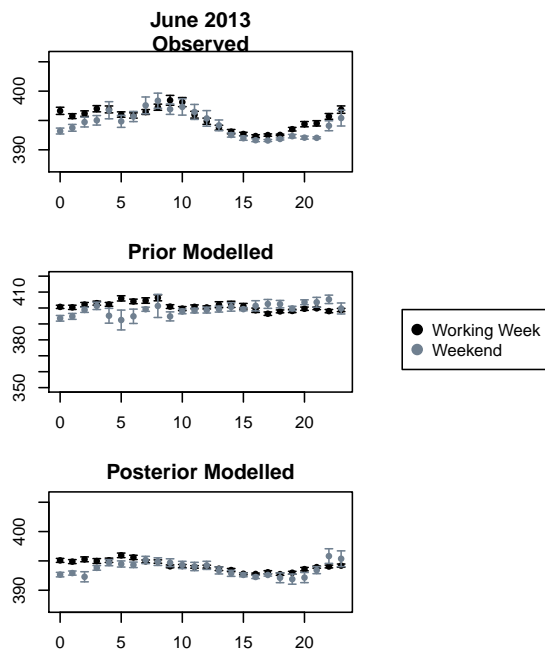 June 2013
Observed
400
390
0 5 10 15 20
Prior Modelled
410
380
350
0 5 10 15 20
Working Week
Weekend
Posterior Modelled
400
390
0 5 10 15 20